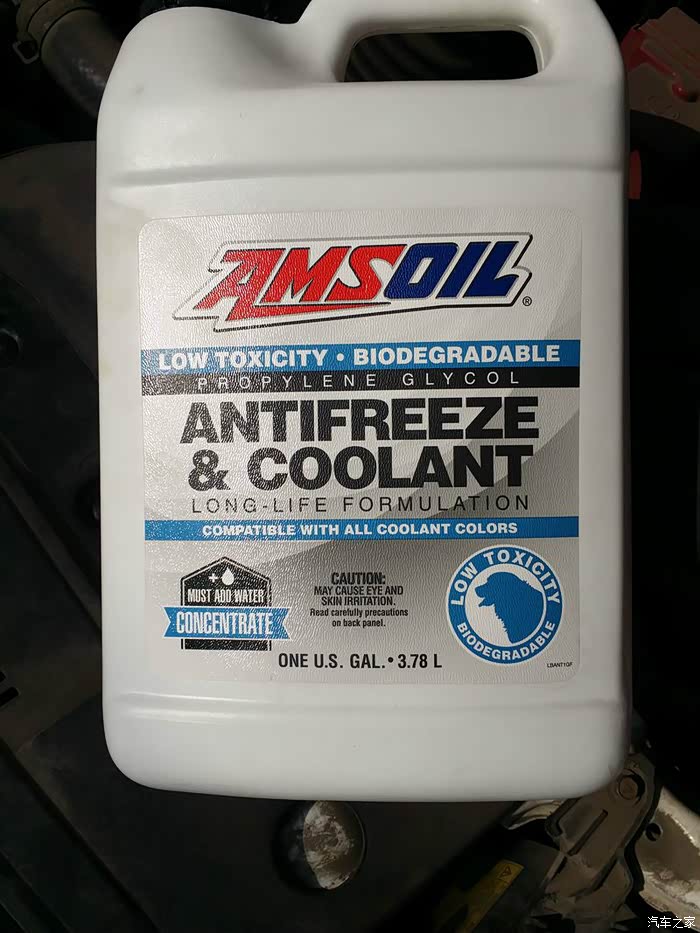 AMSOIL®
LOW TOXICITY • BIODEGRADABLE
PROPYLENE GLYCOL
ANTIFREEZE
& COOLANT
LONG-LIFE FORMULATION
COMPATIBLE WITH ALL COOLANT COLORS
MUST ADD WATER
CONCENTRATE
CAUTION:
MAY CAUSE EYE AND
SKIN IRRITATION.
Read carefully precautions
on back panel.
LOW TOXICITY
BIODEGRADABLE
ONE U.S. GAL. • 3.78 L
LBANT1GF
汽车之家